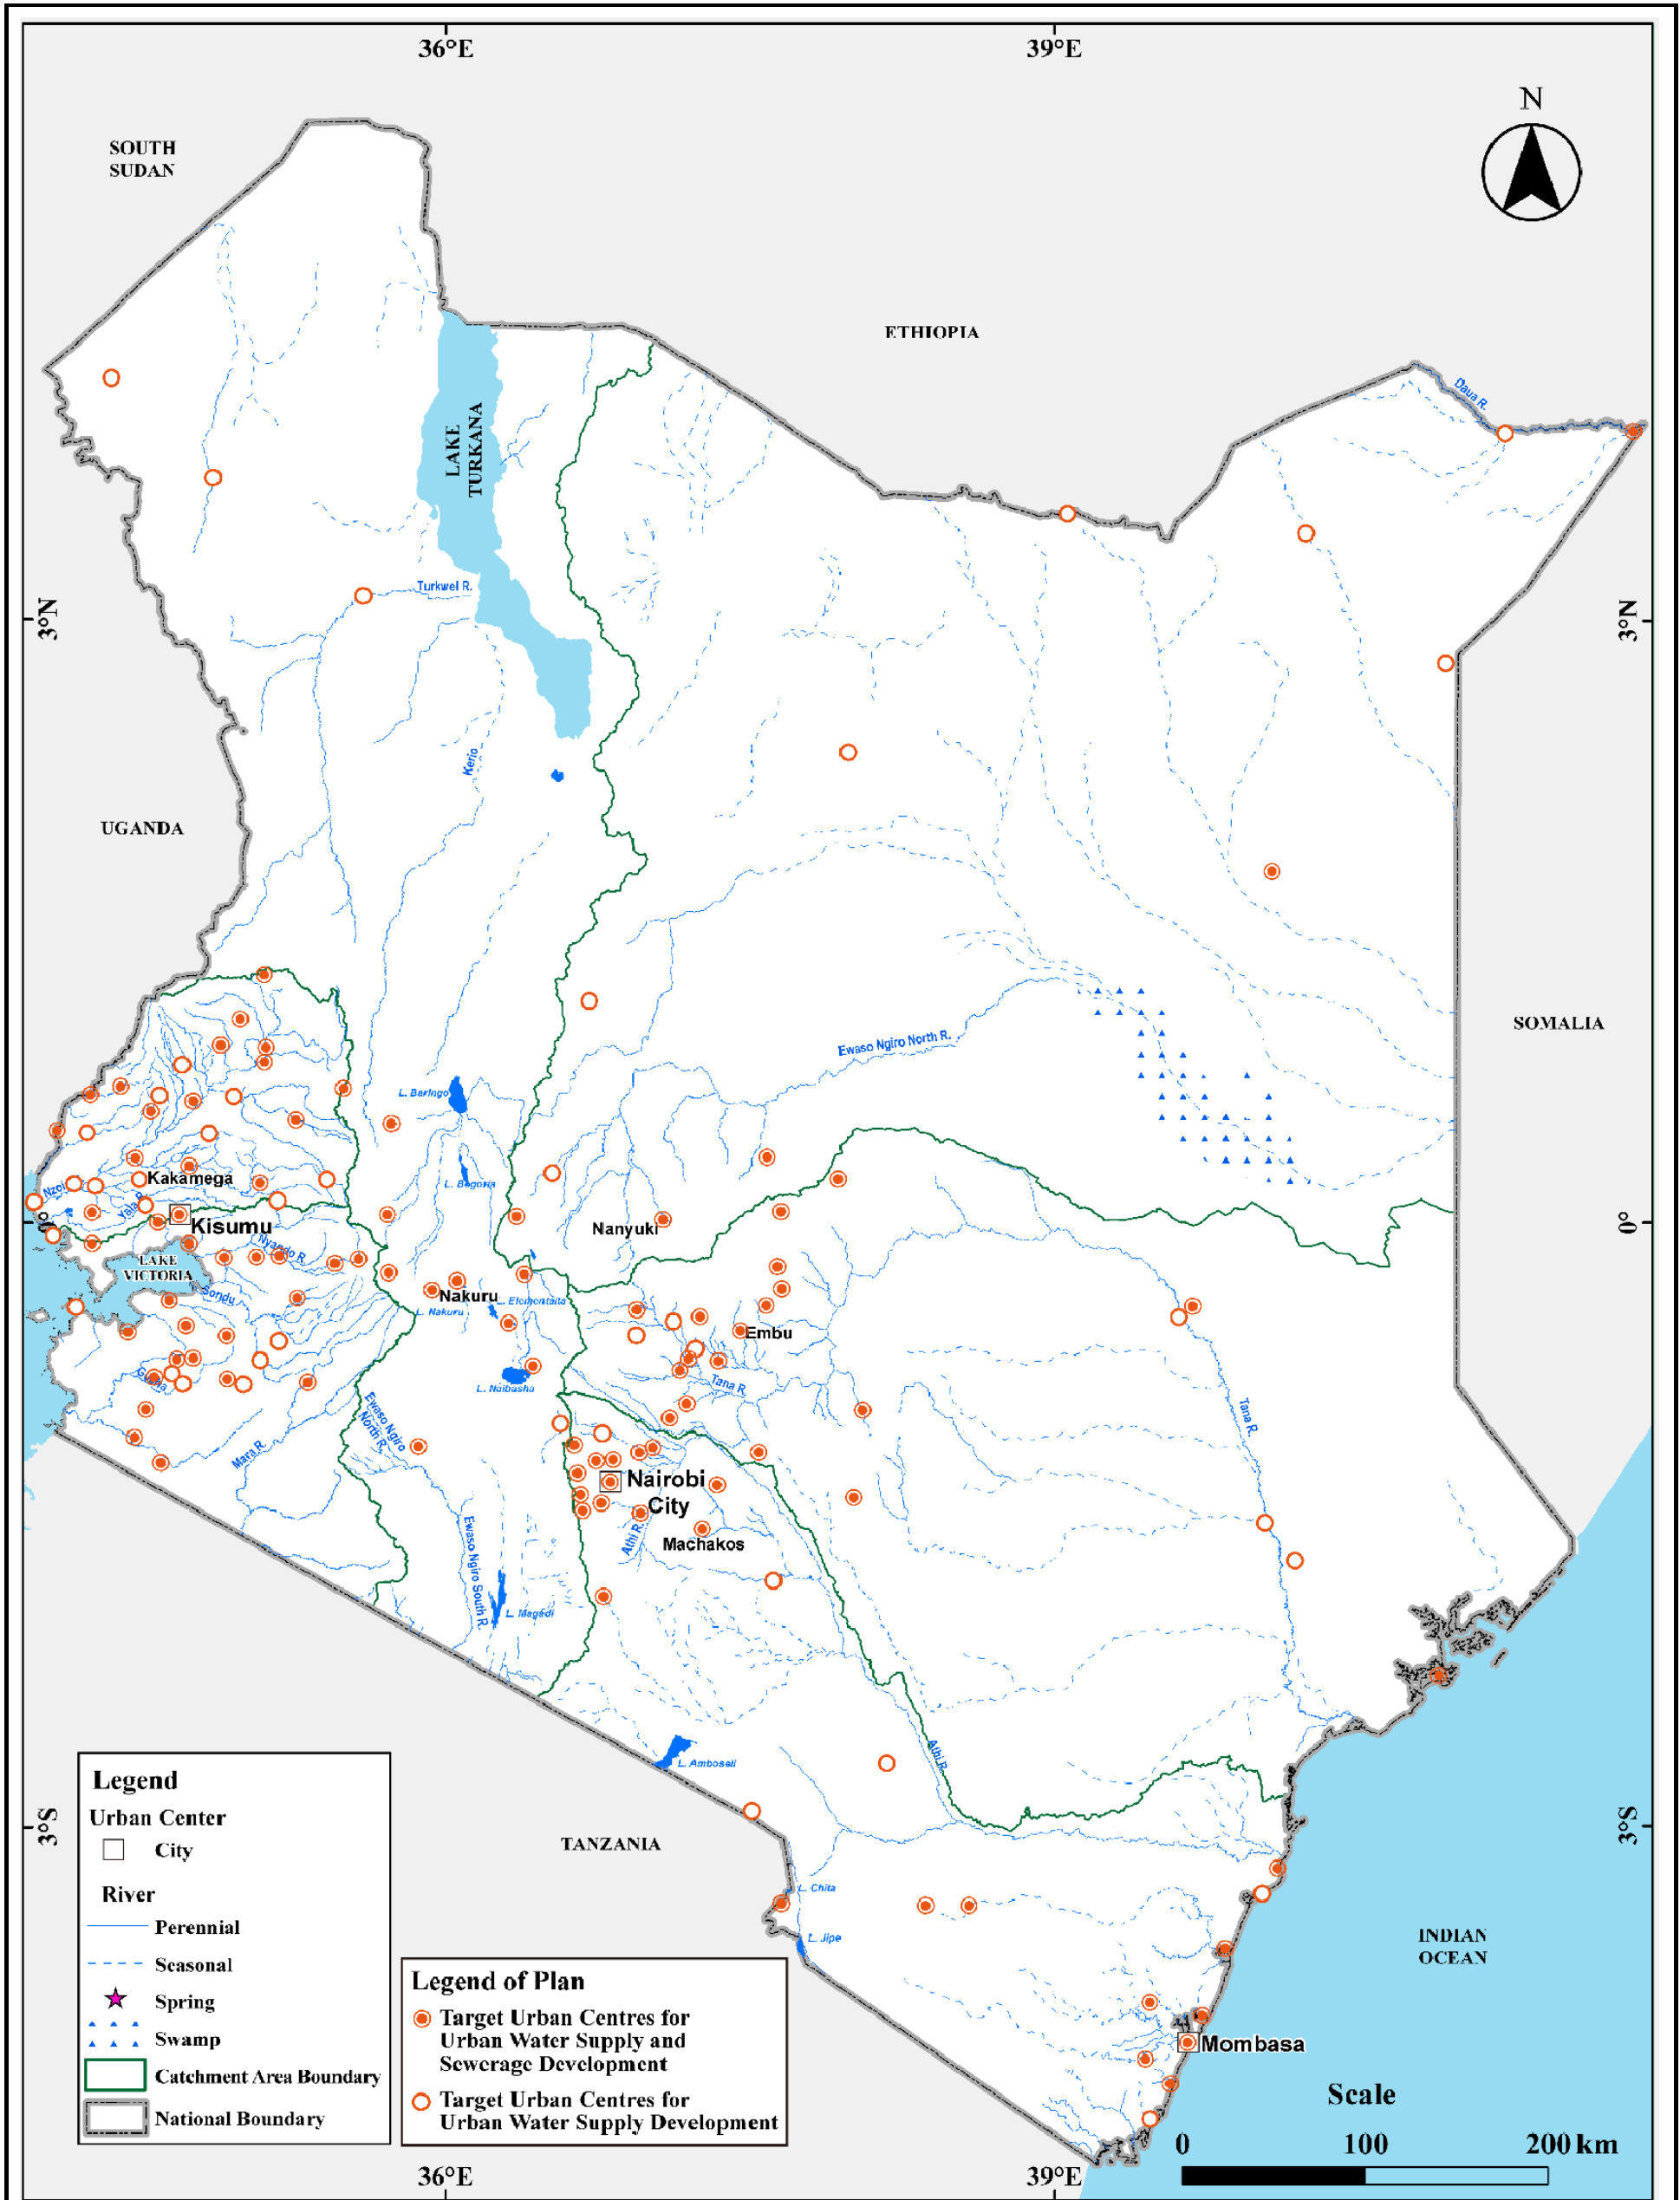 36°E
39°E
N
SOUTH
SUDAN
ETHIOPIA
Daua R.
LAKE
TURKANA
Turkwel R.
3°N
3°N
Kerio
UGANDA
SOMALIA
Ewaso Ngiro North R.
L. Baringo
L. Bogoria
Nzoi
Kakamega
Yala R.
Kisumu
Nanyuki
0°
0°
Nyando R.
LAKE
VICTORIA
Sondu
Nakuru
L. Elementaita
L. Nakuru
Embu
L. Naibasha
Tana R.
Tana R.
Ewaso Ngiro
North R.
Mara R.
Nairobi
City
Athi R.
Machakos
Ewaso Ngiro South R.
L. Magadi
L. Amboseli
Athi R.
3°S
3°S
TANZANIA
L. Chita
L. Jipe
INDIAN
OCEAN
Mombasa
Legend
Urban Center
City
River
Perennial
Seasonal
Spring
Swamp
Catchment Area Boundary
National Boundary
Legend of Plan
Target Urban Centres for
Urban Water Supply and
Sewerage Development
Target Urban Centres for
Urban Water Supply Development
Scale
0 100 200 km
36°E
39°E